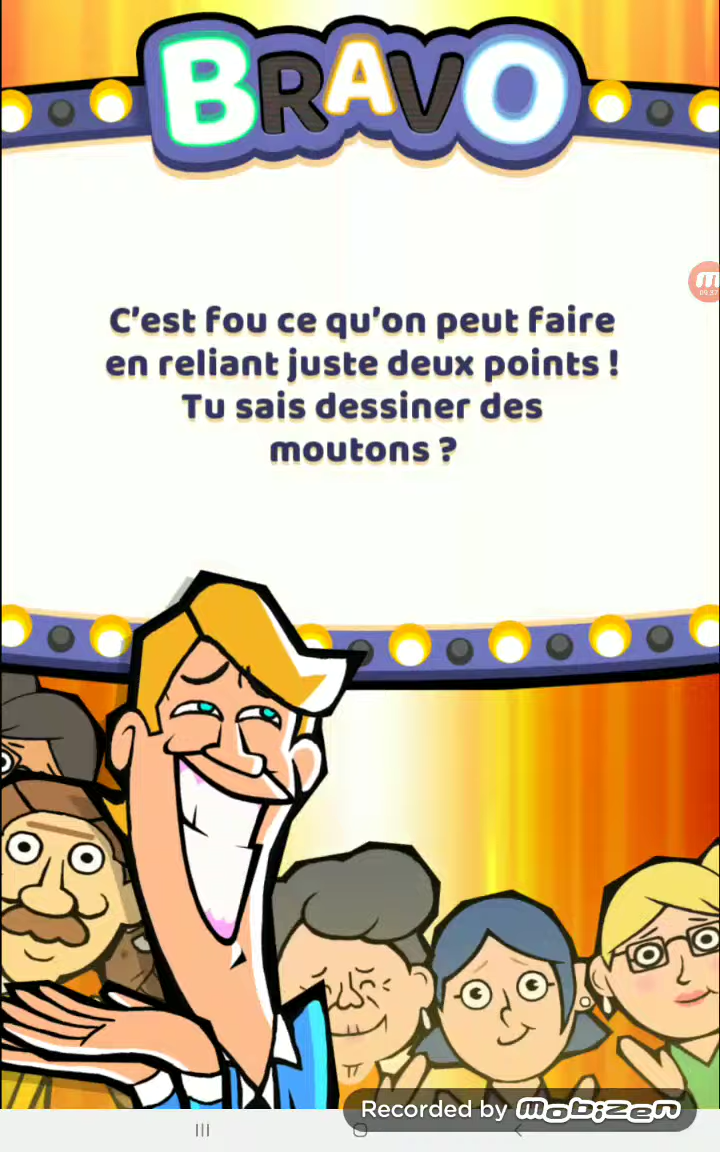 BRAVO
C'est fou ce qu'on peut faire
en reliant juste deux points !
Tu sais dessiner des
moutons ?
Recorded by mobizen